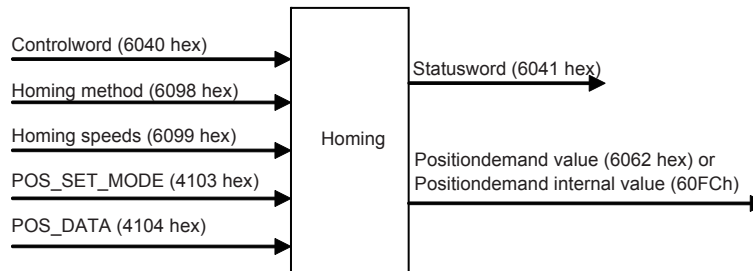 Controlword (6040 hex)
Homing method (6098 hex)
Homing speeds (6099 hex)
POS_SET_MODE (4103 hex)
POS_DATA (4104 hex)
Homing
Statusword (6041 hex)
Positiondemand value (6062 hex) or
Positiondemand internal value (60FCh)